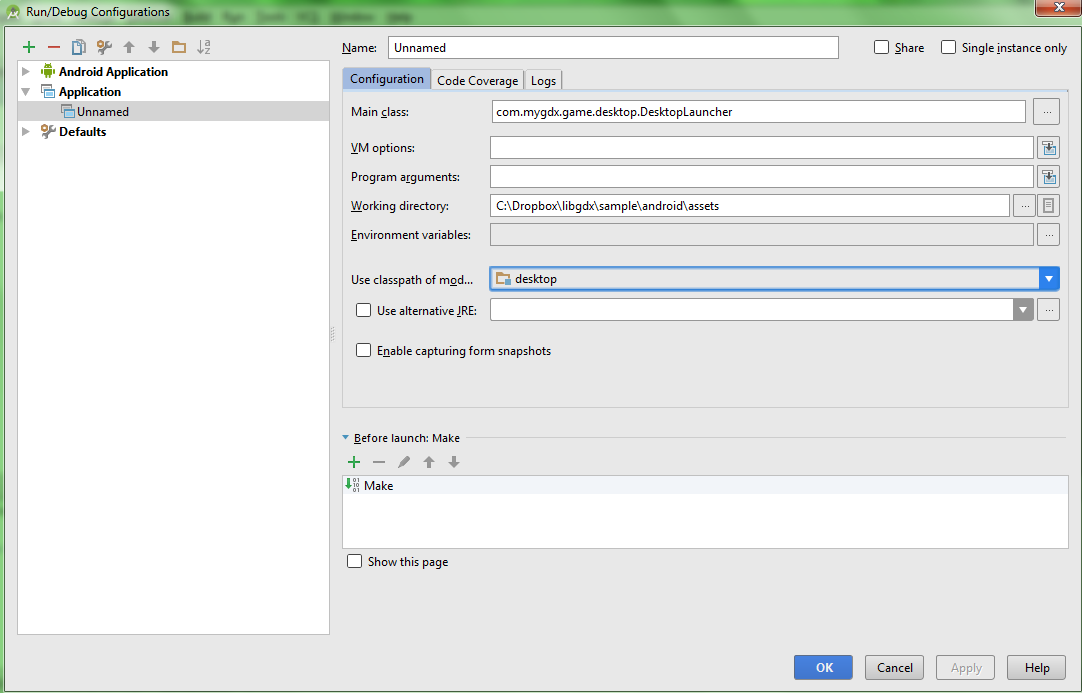 Run/Debug Configurations
Name: Unnamed Share Single instance only
Android Application
Application
Unnamed
Defaults
Configuration Code Coverage Logs
Main class: com.mygdx.game.desktop.DesktopLauncher ...
VM options:
Program arguments:
Working directory: C:\Dropbox\libgdx\sample\android\assets ...
Environment variables: ...
Use classpath of mod... desktop
Use alternative JRE: ...
Enable capturing form snapshots
Before launch: Make
Make
Show this page
OK Cancel Apply Help